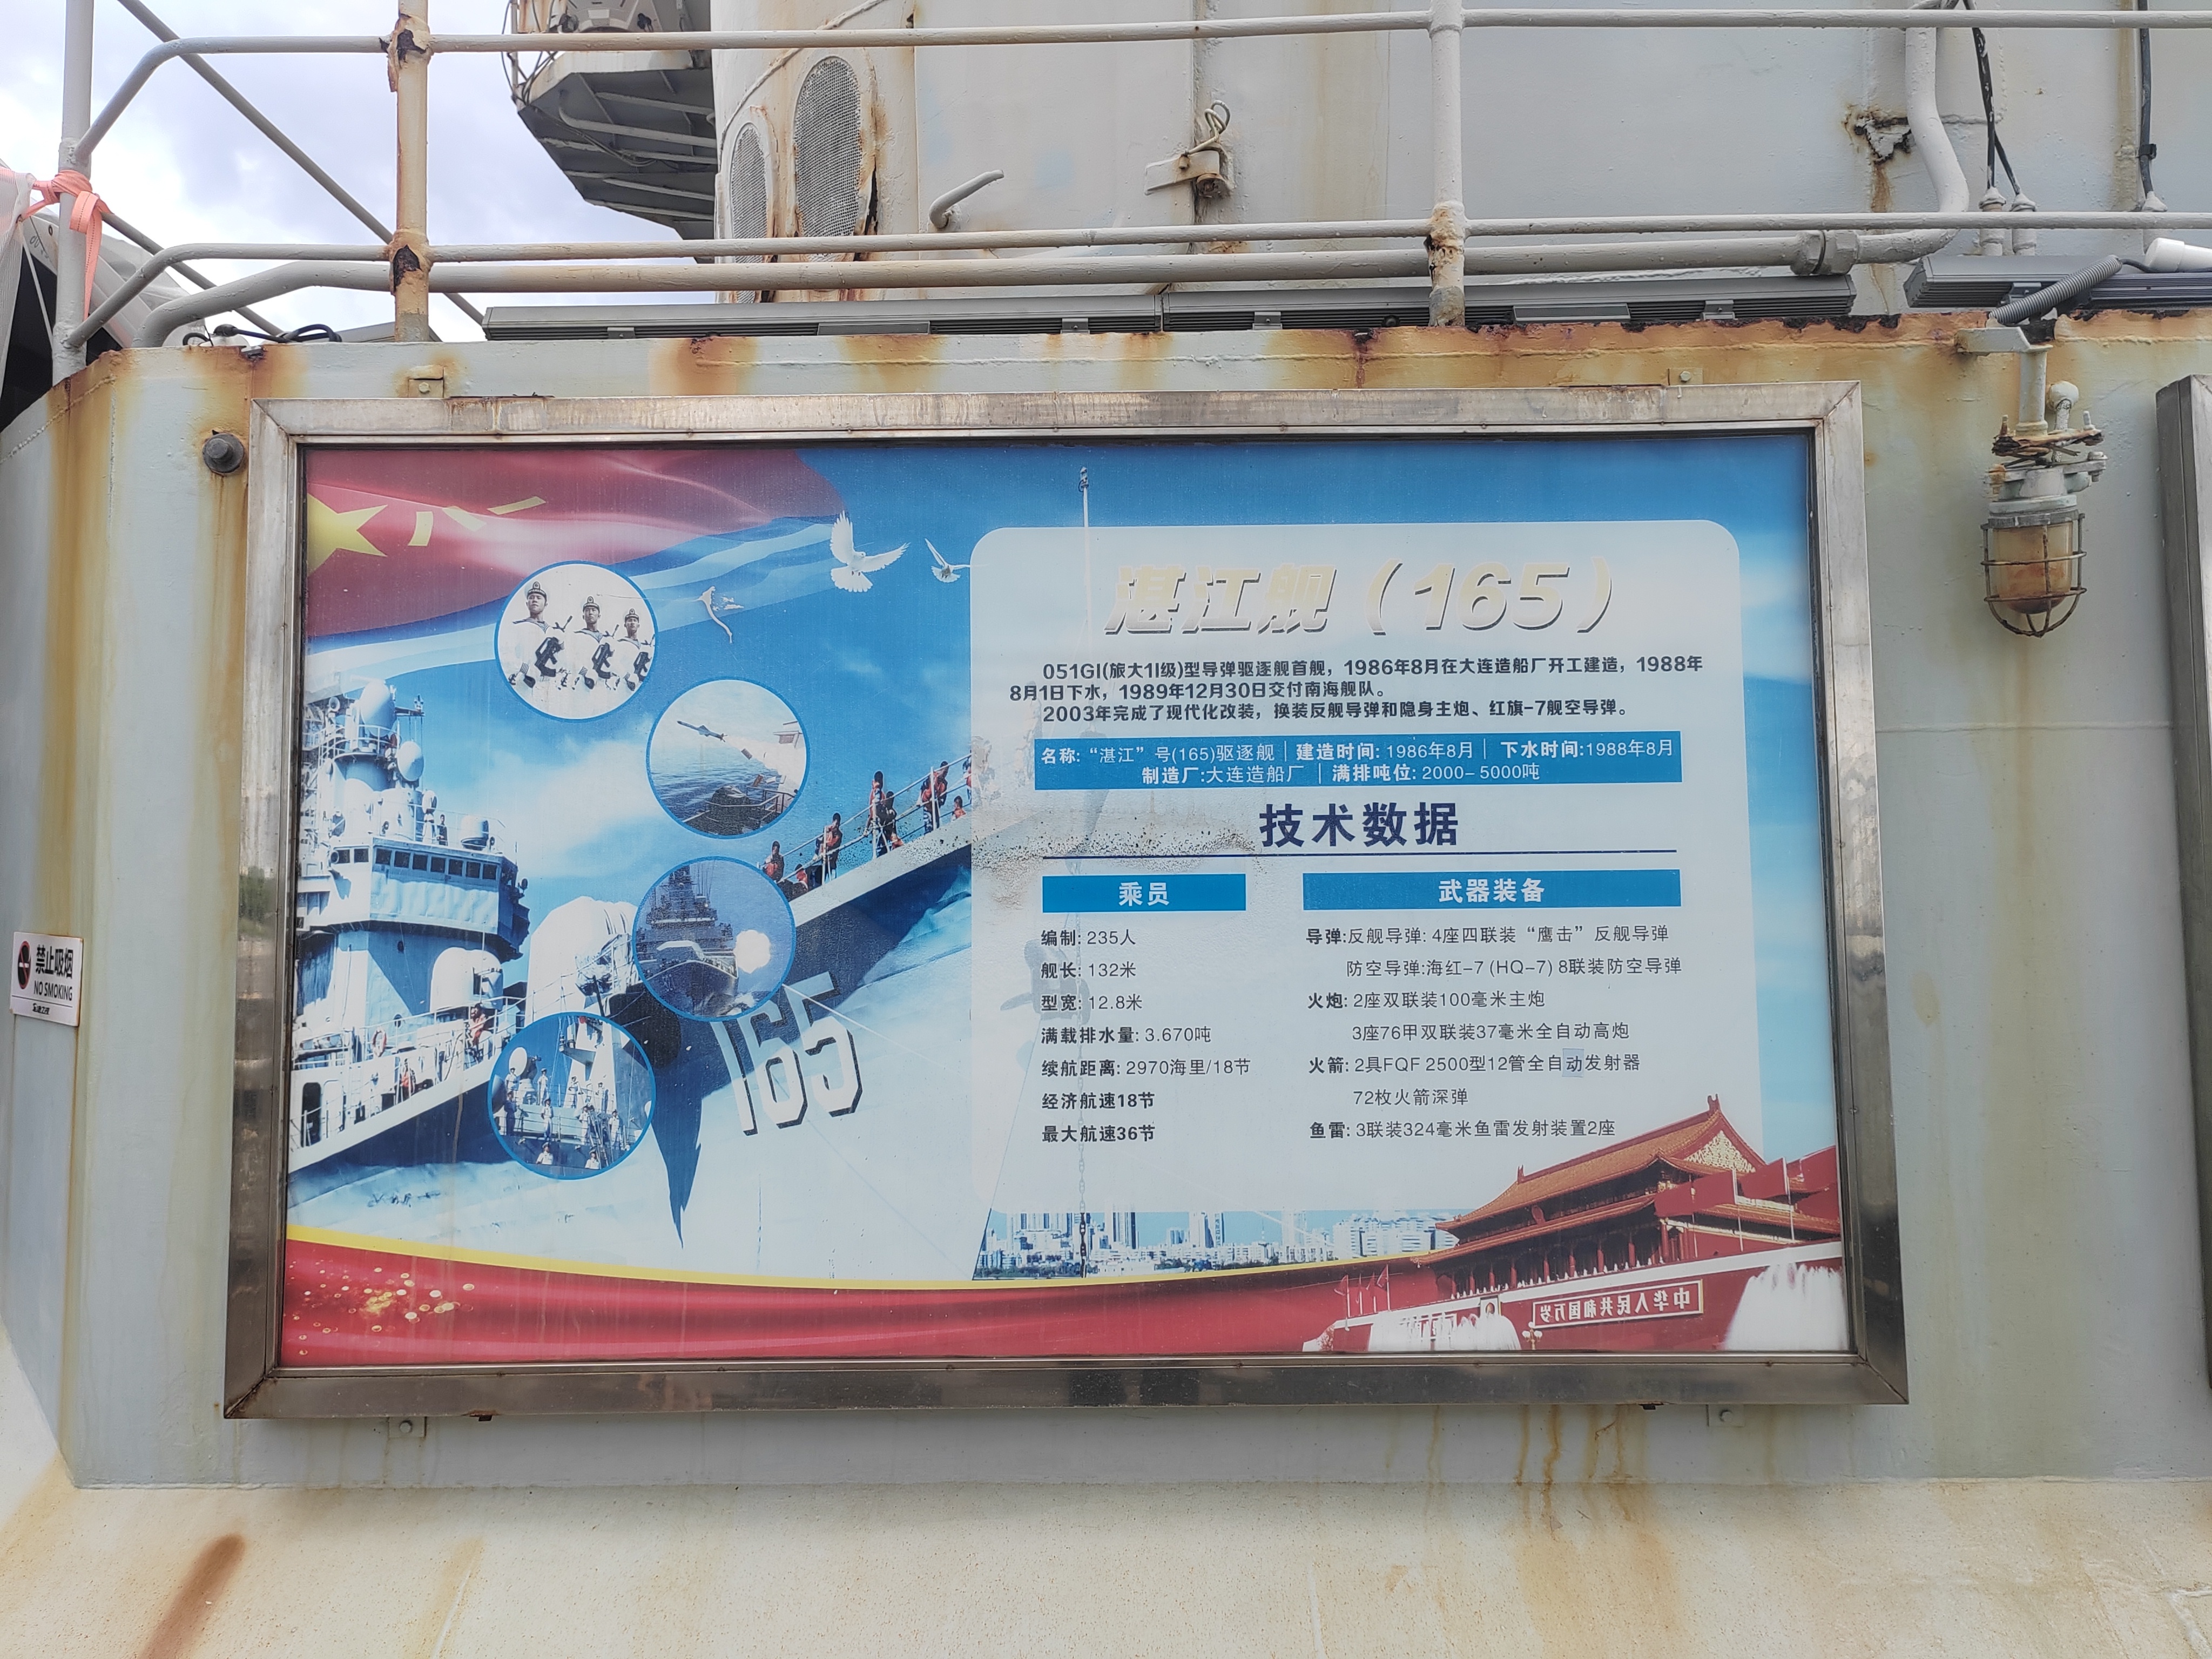 湛江舰（165）
051GI(旅大1I级)型导弹驱逐舰首舰，1986年8月在大连造船厂开工建造，1988年
8月1日下水，1989年12月30日交付南海舰队。
2003年完成了现代化改装，换装反舰导弹和隐身主炮、红旗-7舰空导弹。
名称:“湛江”号(165)驱逐舰｜建造时间: 1986年8月｜下水时间:1988年8月
制造厂:大连造船厂｜满排吨位: 2000-5000吨
技术数据
乘员
编制: 235人
舰长: 132米
型宽: 12.8米
满载排水量: 3.670吨
续航距离: 2970海里/18节
经济航速18节
最大航速36节
武器装备
导弹:反舰导弹: 4座四联装“鹰击”反舰导弹
防空导弹:海红-7 (HQ-7) 8联装防空导弹
火炮: 2座双联装100毫米主炮
3座76甲双联装37毫米全自动高炮
火箭: 2具FQF 2500型12管全自动发射器
72枚火箭深弹
鱼雷: 3联装324毫米鱼雷发射装置2座
165
中华人民共和国万岁
禁止吸烟
NO SMOKING